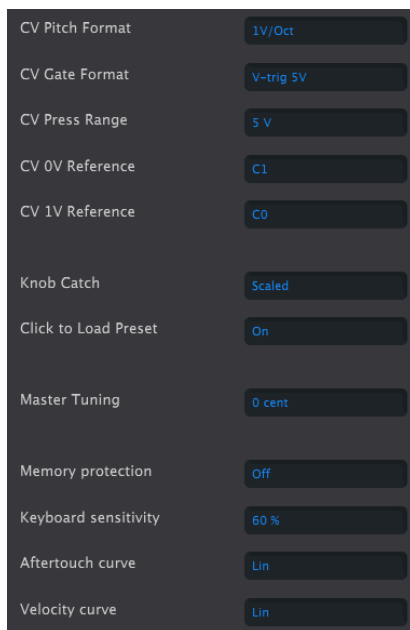 CV Pitch Format 1V/Oct
CV Gate Format V-trig 5V
CV Press Range 5 V
CV 0V Reference C1
CV 1V Reference C0
Knob Catch Scaled
Click to Load Preset On
Master Tuning 0 cent
Memory protection Off
Keyboard sensitivity 60 %
Aftertouch curve Lin
Velocity curve Lin